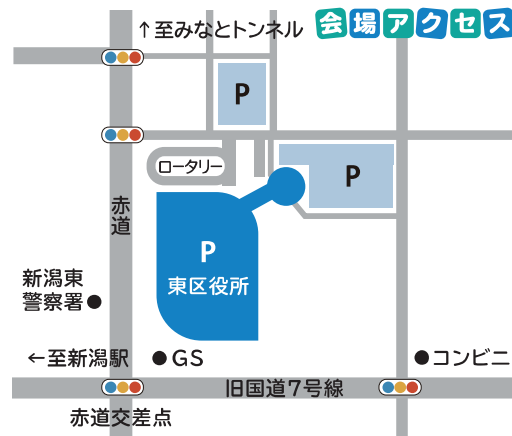 ↑至みなとトンネル
会場アクセス
P
P
ロータリー
赤道
P
東区役所
新潟東
警察署
←至新潟駅
GS
コンビニ
旧国道7号線
赤道交差点